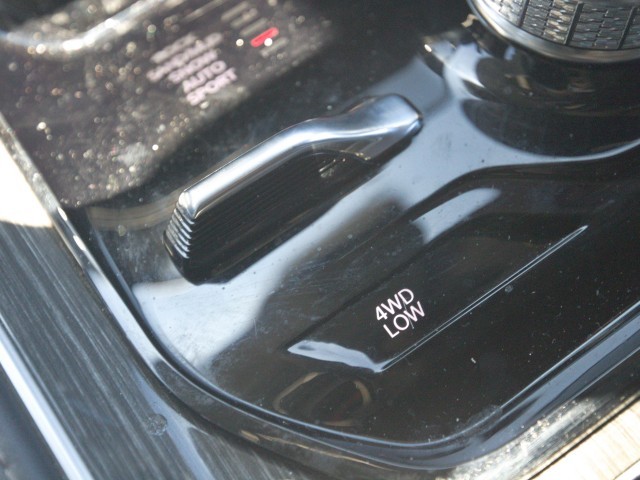 ROCK
SAND/MUD
SNOW
AUTO
SPORT
4WD
LOW